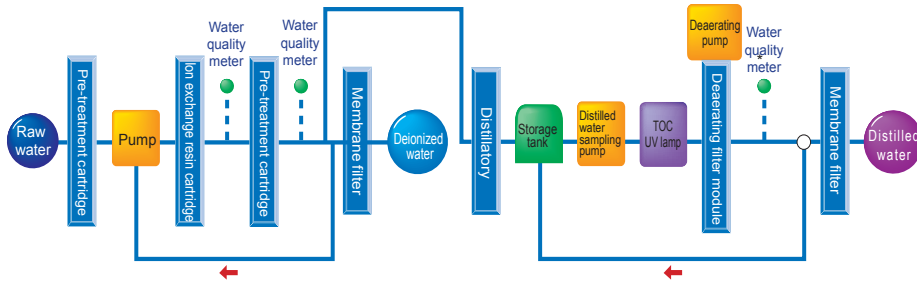 Raw
water
Pre-treatment cartridge
Pump
Ion exchange resin cartridge
Water
quality
meter
Pre-treatment cartridge
Water
quality
meter
Membrane filter
Deionized
water
Distillatory
Storage
tank
Distilled
water
sampling
pump
TOC
UV lamp
Deaerating
pump
Deaerating filter module
Water
quality
*
meter
Membrane filter
Distilled
water